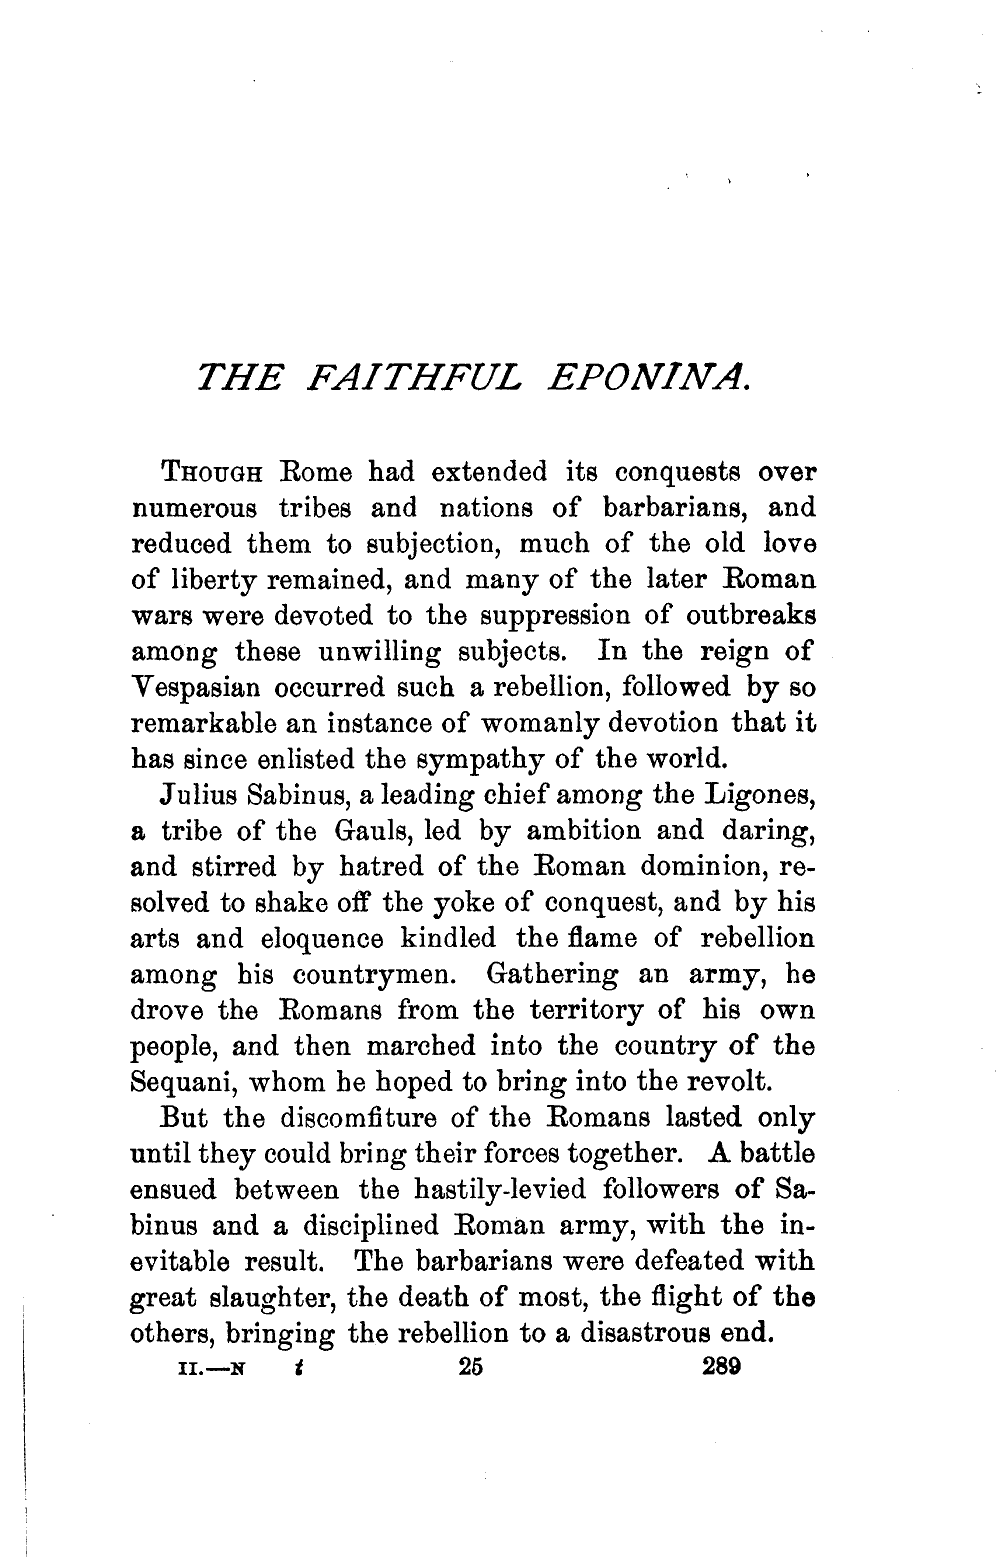 THE FAITHFUL EPONINA.
THOUGH Rome had extended its conquests over
numerous tribes and nations of barbarians, and
reduced them to subjection, much of the old love
of liberty remained, and many of the later Roman
wars were devoted to the suppression of outbreaks
among these unwilling subjects. In the reign of
Vespasian occurred such a rebellion, followed by so
remarkable an instance of womanly devotion that it
has since enlisted the sympathy of the world.
Julius Sabinus, a leading chief among the Ligones,
a tribe of the Gauls, led by ambition and daring,
and stirred by hatred of the Roman dominion, re-
solved to shake off the yoke of conquest, and by his
arts and eloquence kindled the flame of rebellion
among his countrymen. Gathering an army, he
drove the Romans from the territory of his own
people, and then marched into the country of the
Sequani, whom he hoped to bring into the revolt.
But the discomfiture of the Romans lasted only
until they could bring their forces together. A battle
ensued between the hastily-levied followers of Sa-
binus and a disciplined Roman army, with the in-
evitable result. The barbarians were defeated with
great slaughter, the death of most, the flight of the
others, bringing the rebellion to a disastrous end.
II.—N t 25 289